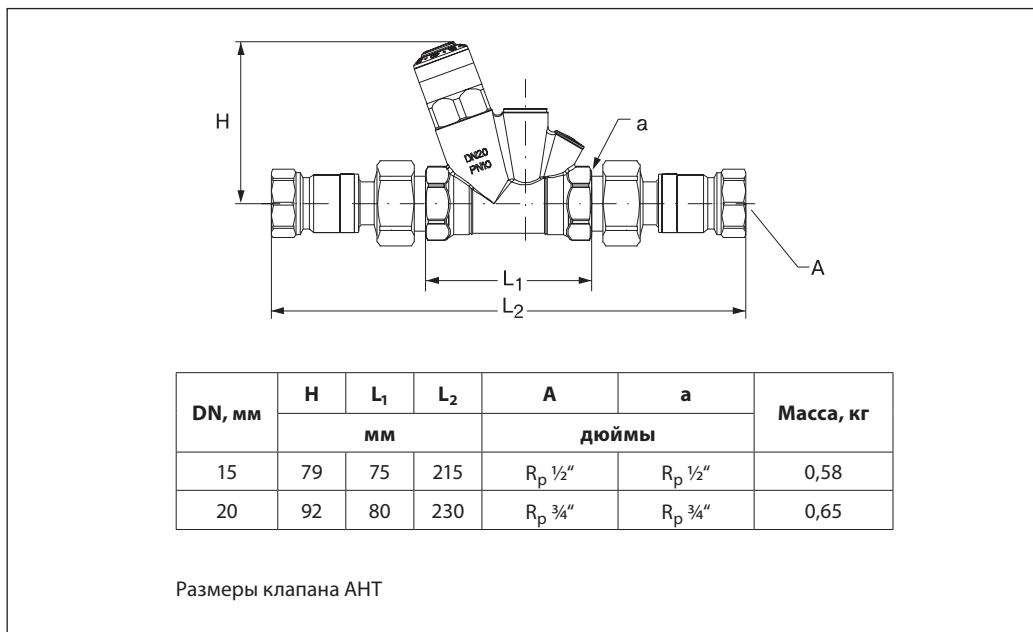 H
DN20
PN10
a
A
L₁
L₂
DN, мм H L₁ L₂ A a Масса, кг
мм дюймы
15 79 75 215 Rₚ ½“ Rₚ ½“ 0,58
20 92 80 230 Rₚ ¾“ Rₚ ¾“ 0,65
Размеры клапана АНТ